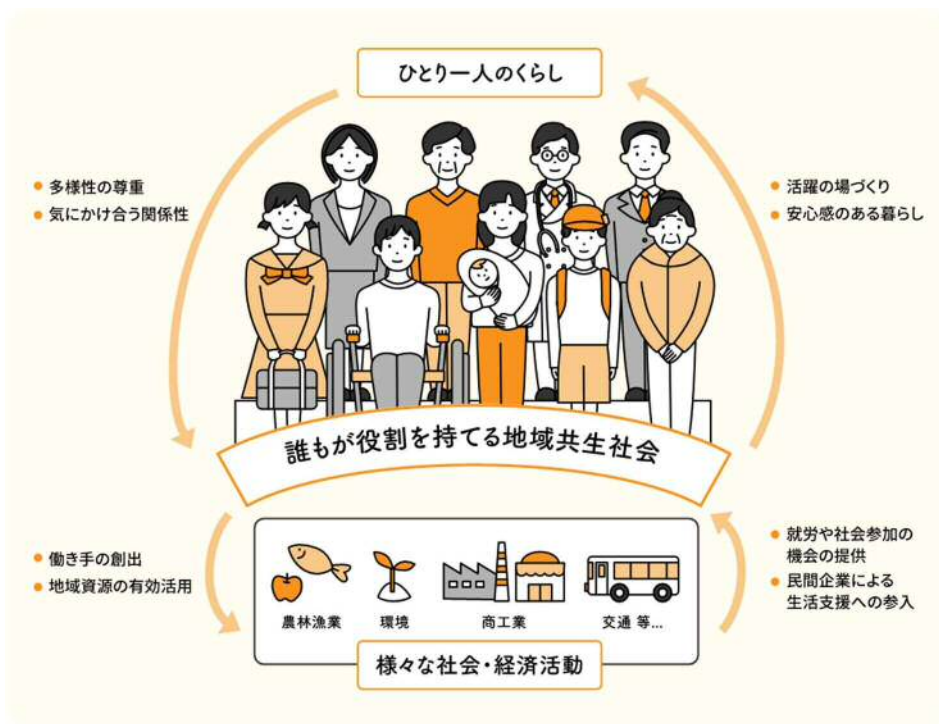 ひとり一人のくらし
多様性の尊重
気にかけ合う関係性
活躍の場づくり
安心感のある暮らし
誰もが役割を持てる地域共生社会
働き手の創出
地域資源の有効活用
就労や社会参加の
機会の提供
民間企業による
生活支援への参入
農林漁業
環境
商工業
交通 等...
様々な社会・経済活動